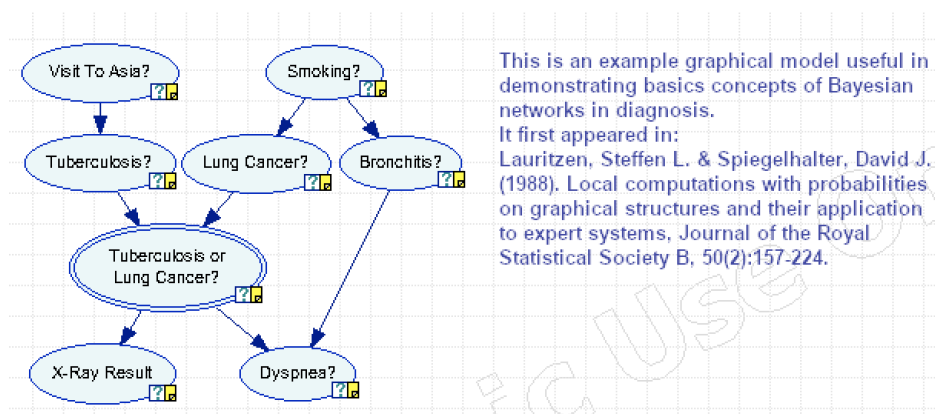 Visit To Asia?
Smoking?
Tuberculosis?
Lung Cancer?
Bronchitis?
Tuberculosis or
Lung Cancer?
X-Ray Result
Dyspnea?
This is an example graphical model useful in
demonstrating basics concepts of Bayesian
networks in diagnosis.
It first appeared in:
Lauritzen, Steffen L. & Spiegelhalter, David J.
(1988). Local computations with probabilities
on graphical structures and their application
to expert systems, Journal of the Royal
Statistical Society B, 50(2):157-224.
ic Use On